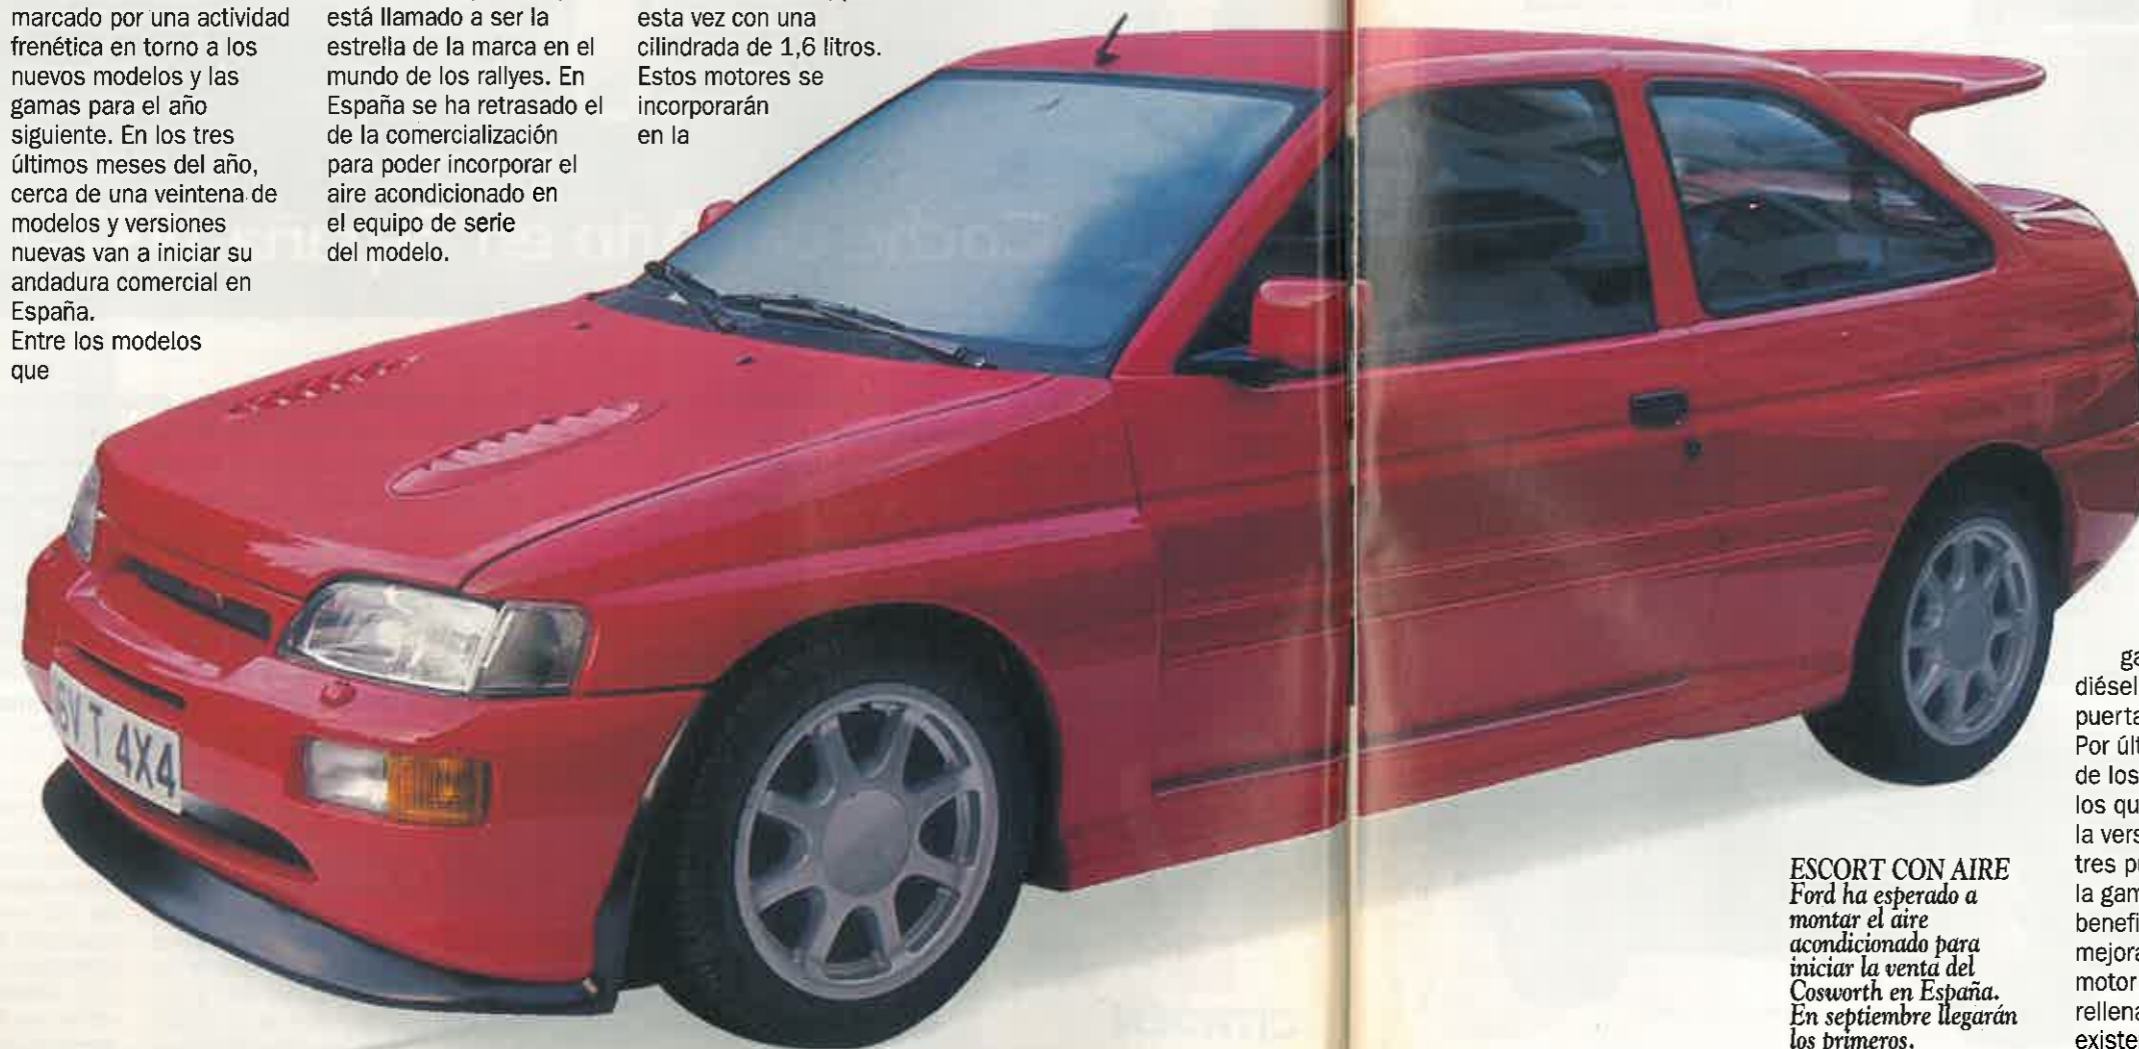 marcado por una actividad
frenética en torno a los
nuevos modelos y las
gamas para el año
siguiente. En los tres
últimos meses del año,
cerca de una veintena de
modelos y versiones
nuevas van a iniciar su
andadura comercial en
España.
Entre los modelos
que
está llamado a ser la
estrella de la marca en el
mundo de los rallyes. En
España se ha retrasado el
de la comercialización
para poder incorporar el
aire acondicionado en
el equipo de serie
del modelo.
esta vez con una
cilindrada de 1,6 litros.
Estos motores se
incorporarán
en la
6V T 4X4
ESCORT CON AIRE
Ford ha esperado a
montar el aire
acondicionado para
iniciar la venta del
Cosworth en España.
En septiembre llegarán
los primeros.
ga
diésel
puerta
Por últ
de los
los qu
la vers
tres pu
la gam
benefi
mejora
motor
rellena
existe